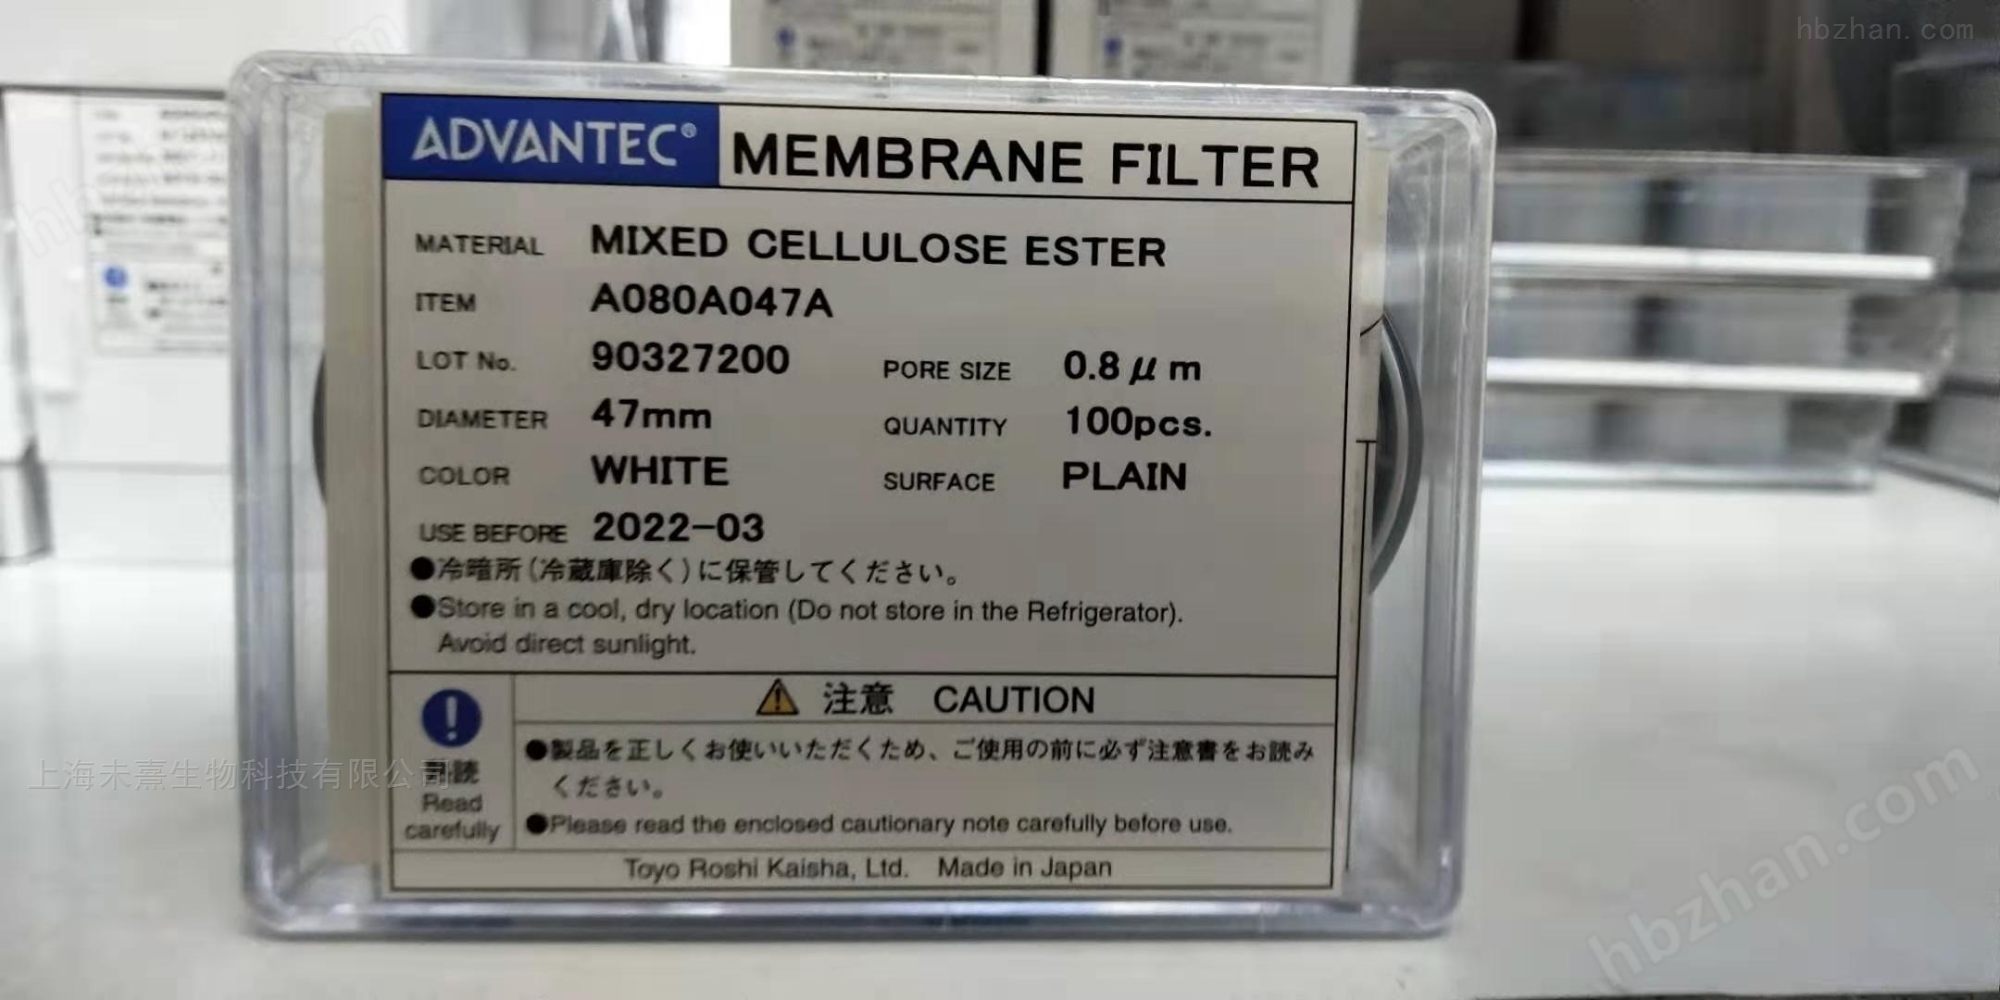 hbzhan.com
ADVANTEC® MEMBRANE FILTER
MATERIAL MIXED CELLULOSE ESTER
ITEM A080A047A
LOT No. 90327200 PORE SIZE 0.8μm
DIAMETER 47mm QUANTITY 100pcs.
COLOR WHITE SURFACE PLAIN
USE BEFORE 2022-03
●冷暗所(冷蔵庫除く)に保管してください。
●Store in a cool, dry location (Do not store in the Refrigerator).
Avoid direct sunlight.
注意 CAUTION
●製品を正しくお使いいただくため、ご使用の前に必ず注意書をお読み
ください。
上海未熹生物科技有限公司
Read
carefully
●Please read the enclosed cautionary note carefully before use.
Toyo Roshi Kaisha, Ltd. Made in Japan
hbzhan.com